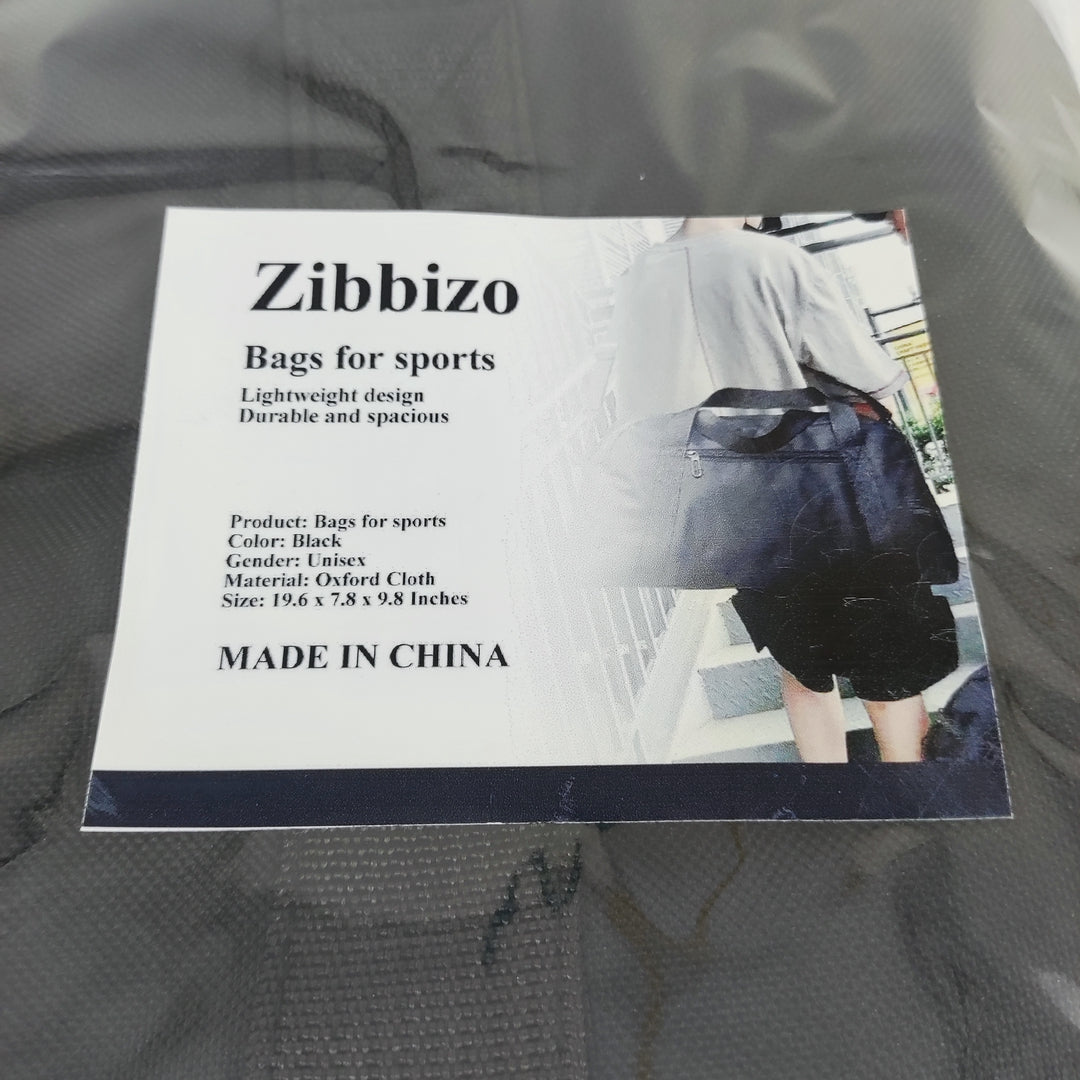 Zibbizo
Bags for sports
Lightweight design
Durable and spacious
Product: Bags for sports
Color: Black
Gender: Unisex
Material: Oxford Cloth
Size: 19.6 x 7.8 x 9.8 Inches
MADE IN CHINA